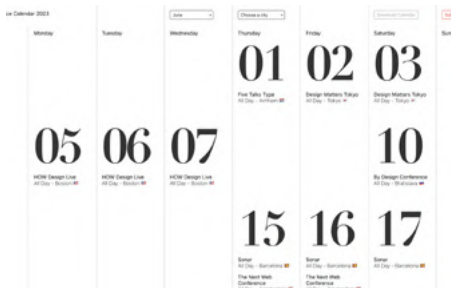 ce Calendar 2023
June
Choose a city
Download Calendar
Monday
Tuesday
Wednesday
Thursday
Friday
Saturday
Sun
01
02
03
Five Talks Type
All Day - Anywhere
Design Matters Tokyo
All Day - Tokyo
Design Matters Tokyo
All Day - Tokyo
05
06
07
10
HOW Design Live
All Day - Boston
HOW Design Live
All Day - Boston
HOW Design Live
All Day - Boston
By Design Conference
All Day - Bratislava
15
16
17
Sonar
All Day - Barcelona
Sonar
All Day - Barcelona
Sonar
All Day - Barcelona
The Next Web
Conference
The Next Web
Conference